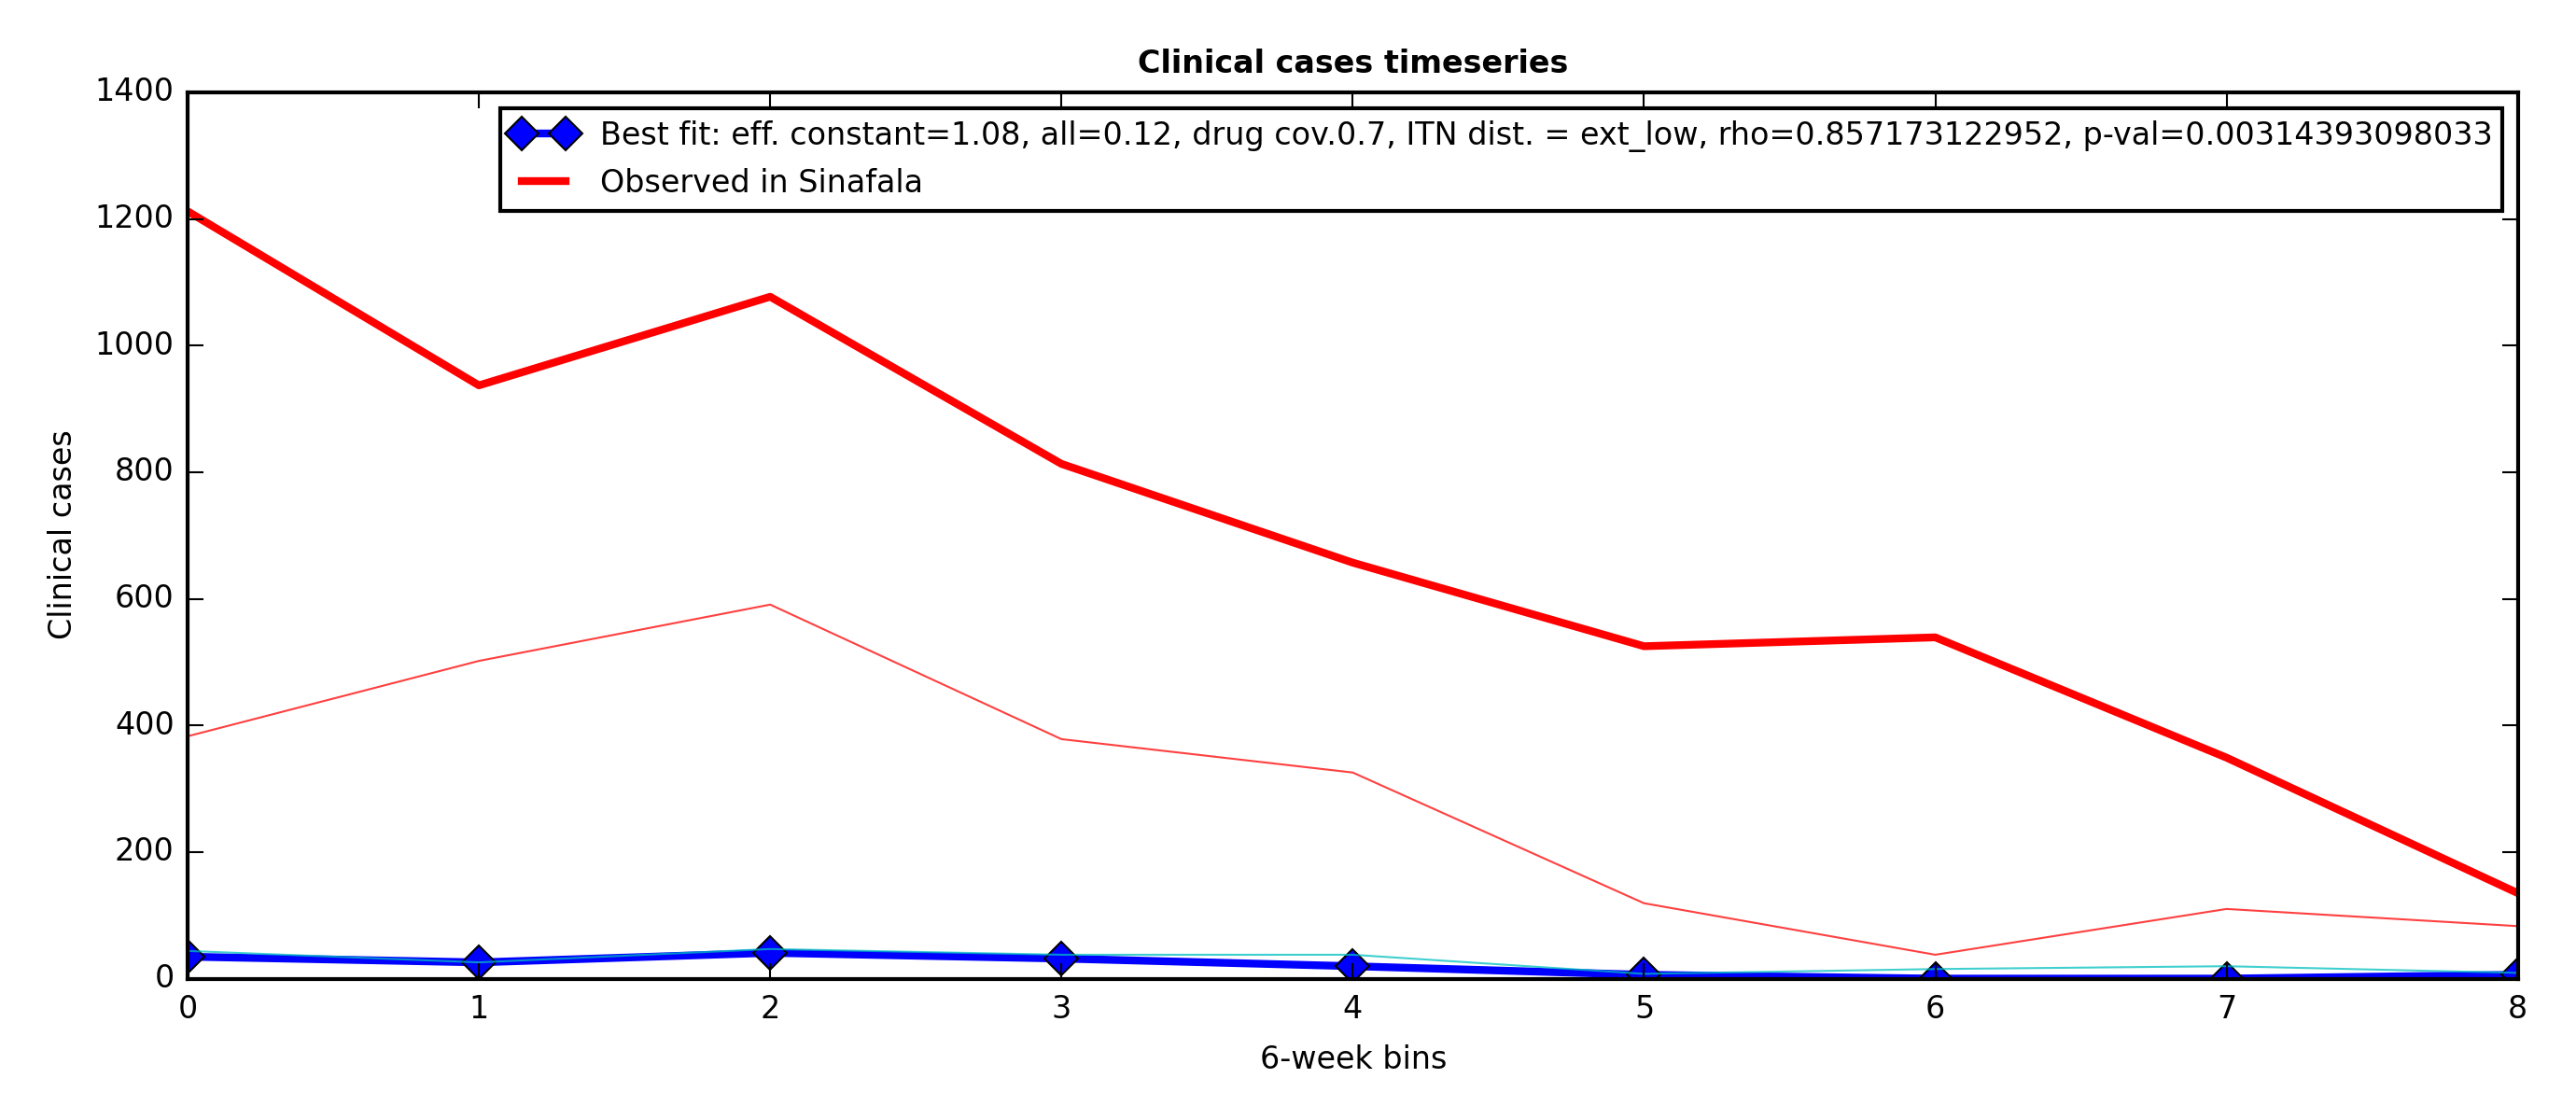 Clinical cases timeseries
1400
1200
1000
800
600
400
200
0
Clinical cases
Best fit: eff. constant=1.08, all=0.12, drug cov.0.7, ITN dist. = ext_low, rho=0.857173122952, p-val=0.00314393098033
Observed in Sinafala
0 1 2 3 4 5 6 7 8
6-week bins